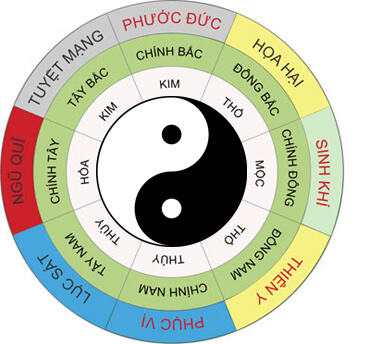 PHƯỚC ĐỨC
HỌA HẠI
SINH KHÍ
THIÊN Y
PHỤC VỊ
LỤC SÁT
NGŨ QUỈ
TUYỆT MẠNG
CHÍNH BẮC
ĐÔNG BẮC
CHÍNH ĐÔNG
ĐÔNG NAM
CHÍNH NAM
TÂY NAM
CHÍNH TÂY
TÂY BẮC
KIM
THỔ
MỘC
THỔ
THỦY
THỦY
HỎA
KIM